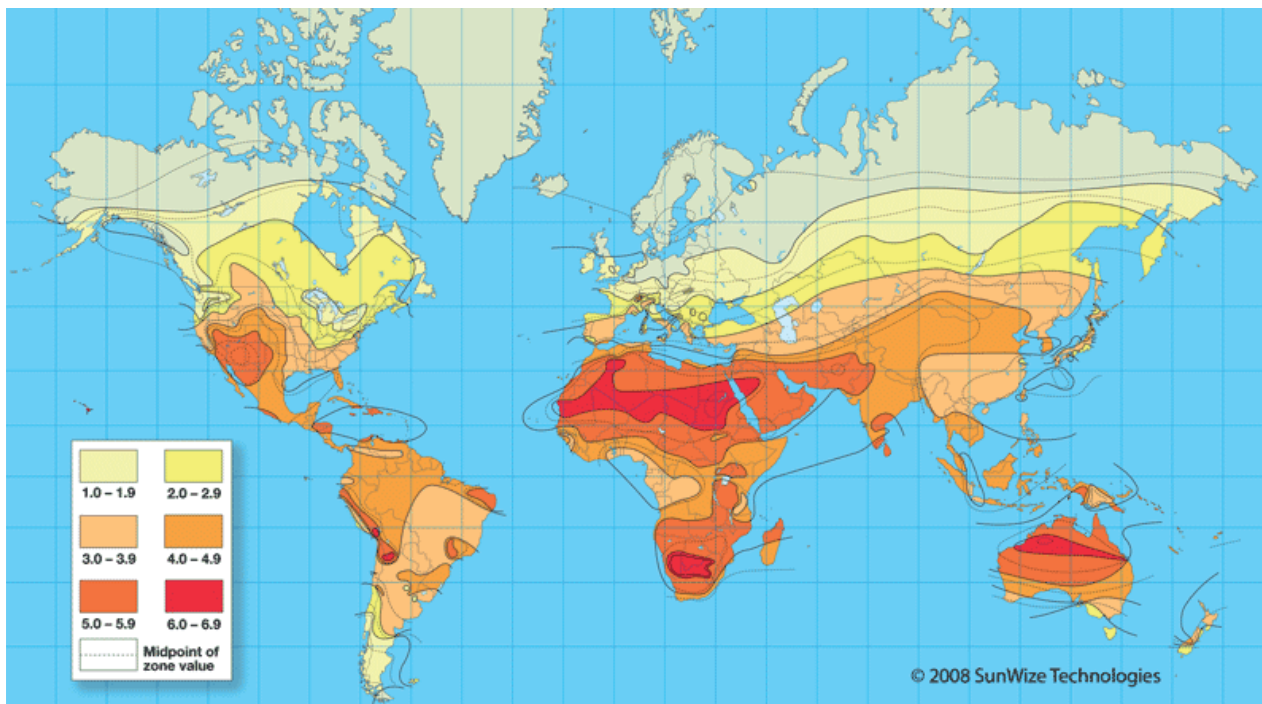 1.0 – 1.9
2.0 – 2.9
3.0 – 3.9
4.0 – 4.9
5.0 – 5.9
6.0 – 6.9
Midpoint of
zone value
© 2008 SunWize Technologies